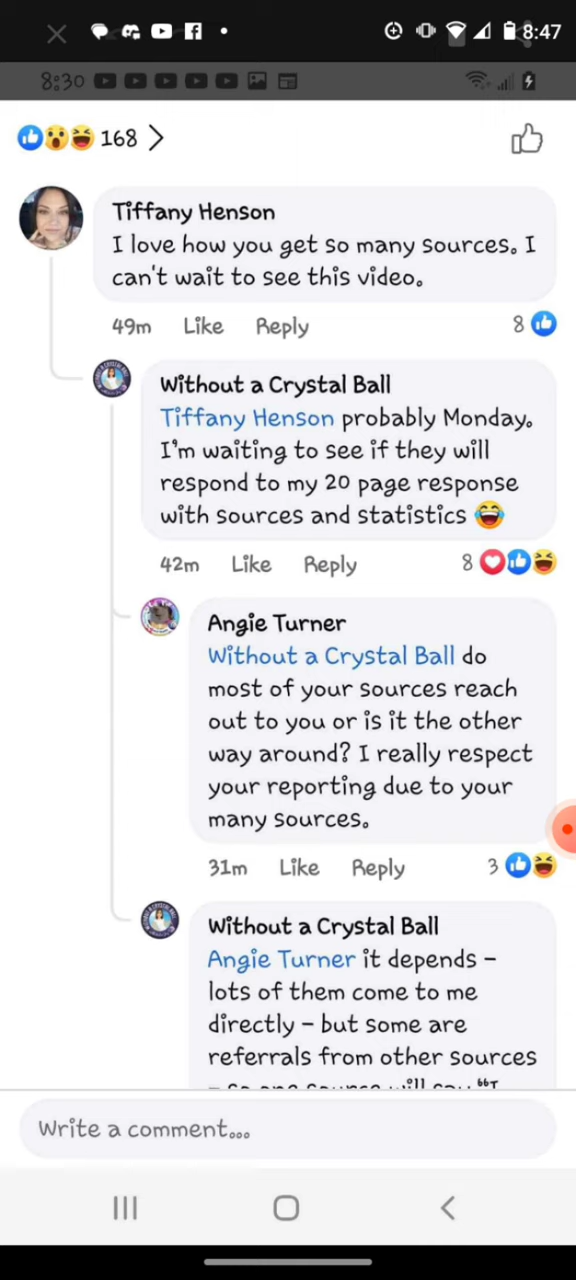 8:47
8:30
168
Tiffany Henson
I love how you get so many sources. I
can't wait to see this video.
49m Like Reply 8
Without a Crystal Ball
Tiffany Henson probably Monday.
I'm waiting to see if they will
respond to my 20 page response
with sources and statistics 😂
42m Like Reply 8
Angie Turner
Without a Crystal Ball do
most of your sources reach
out to you or is it the other
way around? I really respect
your reporting due to your
many sources.
31m Like Reply 3
Without a Crystal Ball
Angie Turner it depends –
lots of them come to me
directly – but some are
referrals from other sources
– so one source will say "I
Write a comment...